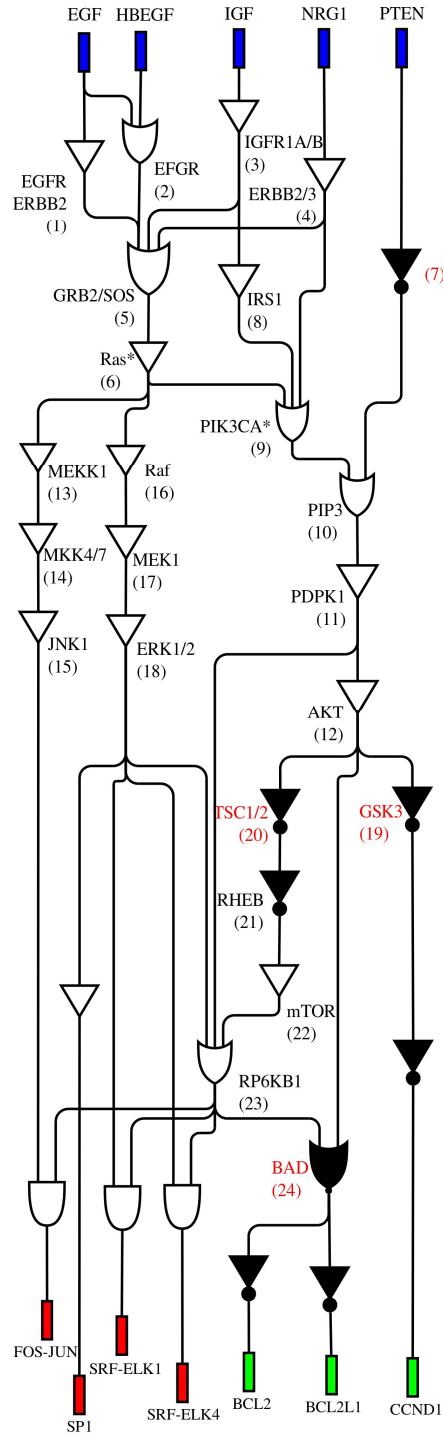 EGF HBEGF IGF NRG1 PTEN
IGFR1A/B
(3)
EGFR
ERBB2
(1)
EFGR
(2)
ERBB2/3
(4)
(7)
GRB2/SOS
(5)
IRS1
(8)
Ras*
(6)
PIK3CA*
(9)
MEKK1
(13)
Raf
(16)
PIP3
(10)
MKK4/7
(14)
MEK1
(17)
PDPK1
(11)
JNK1
(15)
ERK1/2
(18)
AKT
(12)
TSC1/2
(20)
GSK3
(19)
RHEB
(21)
mTOR
(22)
RP6KB1
(23)
BAD
(24)
FOS-JUN
SRF-ELK1
SP1
SRF-ELK4
BCL2
BCL2L1
CCND1